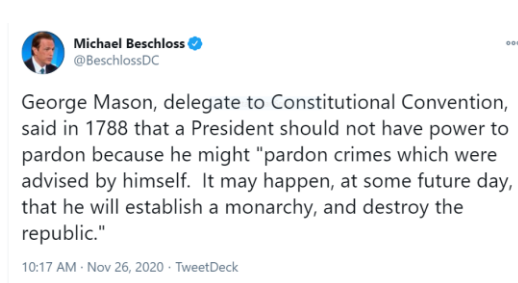 Michael Beschloss
@BeschlossDC
George Mason, delegate to Constitutional Convention,
said in 1788 that a President should not have power to
pardon because he might "pardon crimes which were
advised by himself.  It may happen, at some future day,
that he will establish a monarchy, and destroy the
republic."
10:17 AM · Nov 26, 2020 · TweetDeck